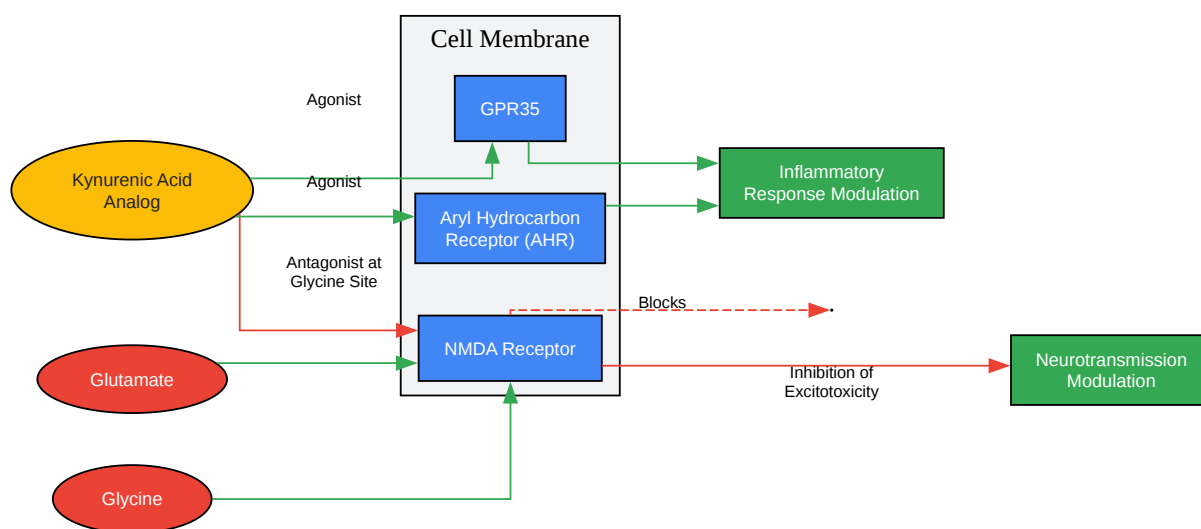 Cell Membrane
Agonist
GPR35
Kynurenic Acid
Analog
Agonist
Inflammatory
Response Modulation
Aryl Hydrocarbon
Receptor (AHR)
Antagonist at
Glycine Site
Blocks
NMDA Receptor
Neurotransmission
Modulation
Glutamate
Inhibition of
Excitotoxicity
Glycine